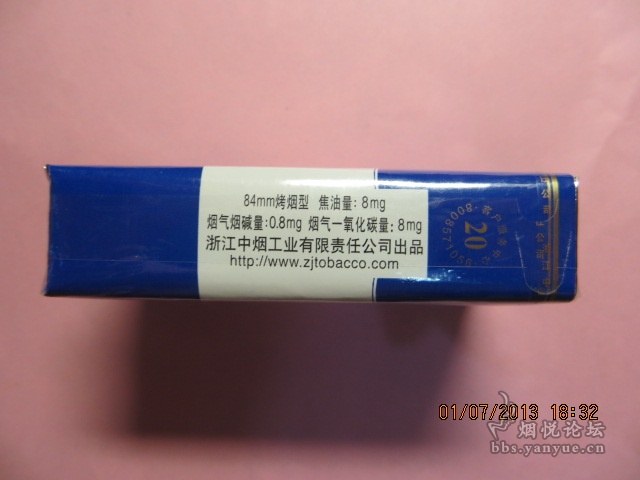 84mm烤烟型 焦油量：8mg
烟气烟碱量：0.8mg 烟气一氧化碳量：8mg
浙江中烟工业有限责任公司出品
http://www.zjtobacco.com
20
01/07/2013 18:32
烟悦论坛
bbs.yanyue.cn